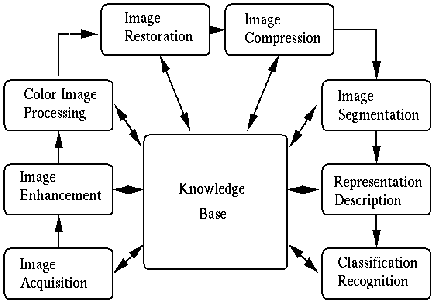 Image
Restoration
Image
Compression
Color Image
Processing
Image
Segmentation
Image
Enhancement
Knowledge
Base
Representation
Description
Image
Acquisition
Classification
Recognition